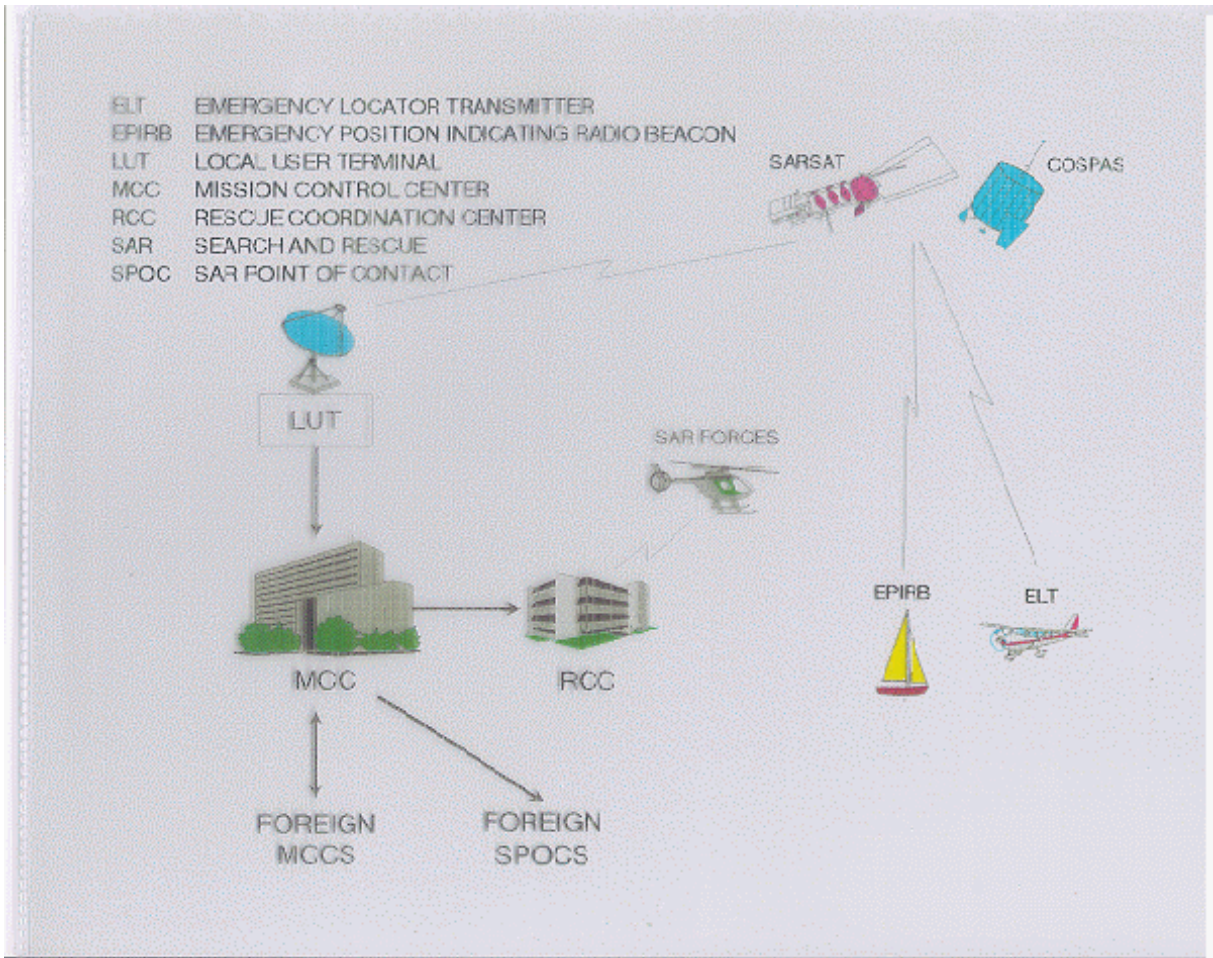 ELT EMERGENCY LOCATOR TRANSMITTER
EPIRB EMERGENCY POSITION INDICATING RADIO BEACON
LUT LOCAL USER TERMINAL
MCC MISSION CONTROL CENTER
RCC RESCUE COORDINATION CENTER
SAR SEARCH AND RESCUE
SPOC SAR POINT OF CONTACT
SARSAT
COSPAS
LUT
SAR FORCES
EPIRB
ELT
MCC
RCC
FOREIGN
MCCS
FOREIGN
SPOCS